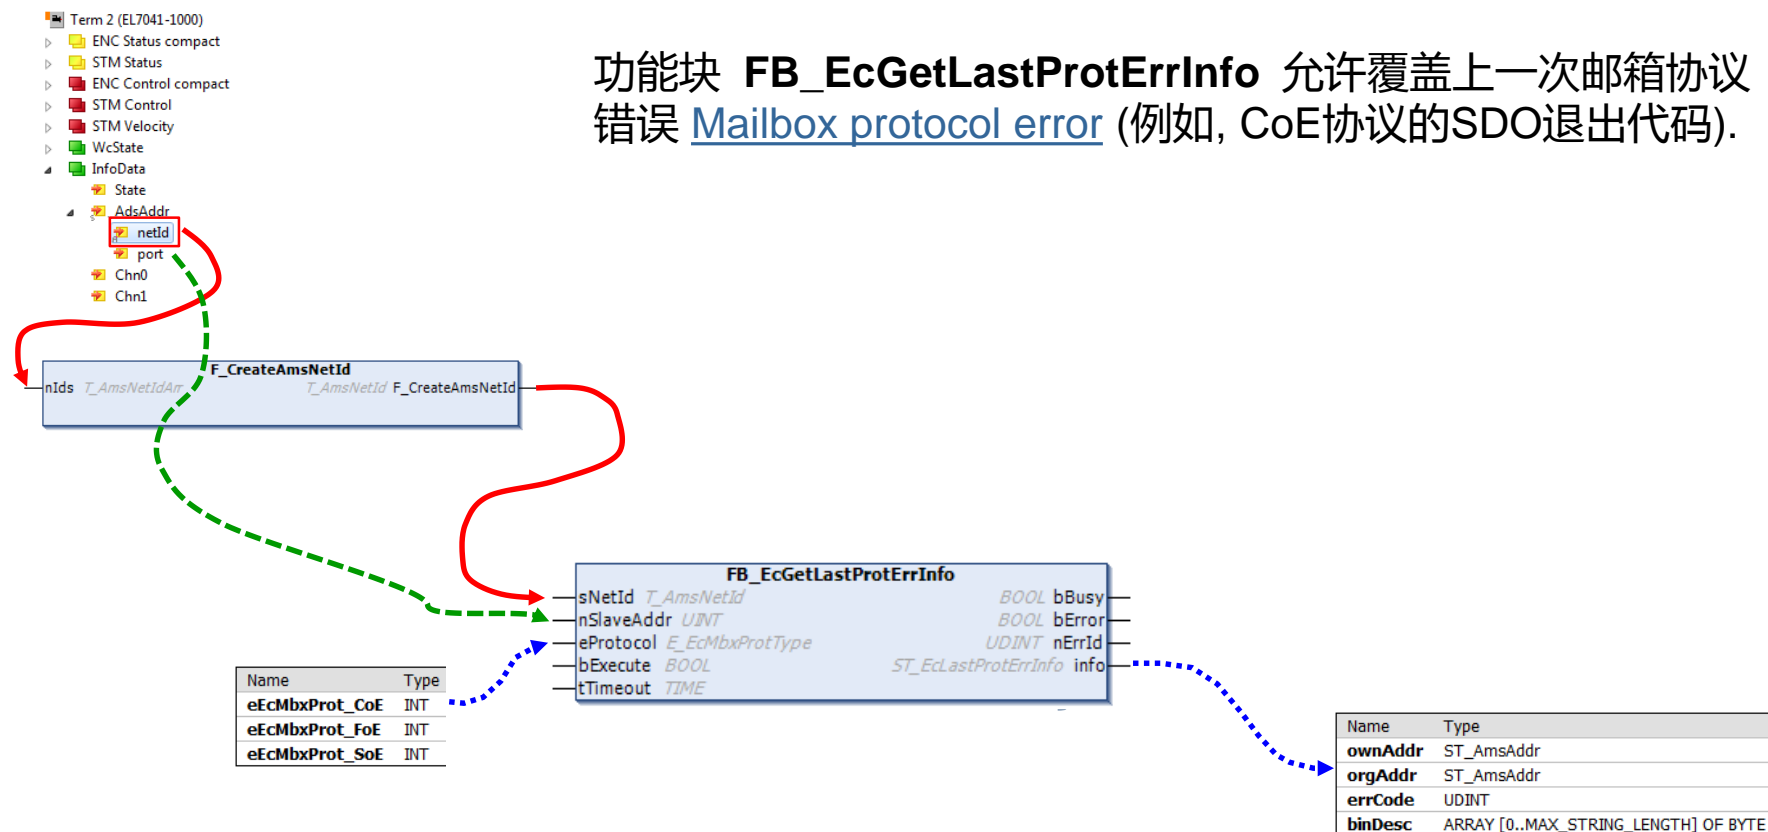 Term 2 (EL7041-1000)
ENC Status compact
STM Status
ENC Control compact
STM Control
STM Velocity
WcState
InfoData
State
AdsAddr
netId
port
Chn0
Chn1
功能块 FB_EcGetLastProtErrInfo 允许覆盖上一次邮箱协议
错误 Mailbox protocol error (例如, CoE协议的SDO退出代码).
F_CreateAmsNetId
nIds T_AmsNetIdArr T_AmsNetId F_CreateAmsNetId
FB_EcGetLastProtErrInfo
sNetId T_AmsNetId BOOL bBusy
nSlaveAddr UINT BOOL bError
eProtocol E_EcMbxProtType UDINT nErrId
bExecute BOOL ST_EcLastProtErrInfo info
tTimeout TIME
Name Type
eEcMbxProt_CoE INT
eEcMbxProt_FoE INT
eEcMbxProt_SoE INT
Name Type
ownAddr ST_AmsAddr
orgAddr ST_AmsAddr
errCode UDINT
binDesc ARRAY [0..MAX_STRING_LENGTH] OF BYTE